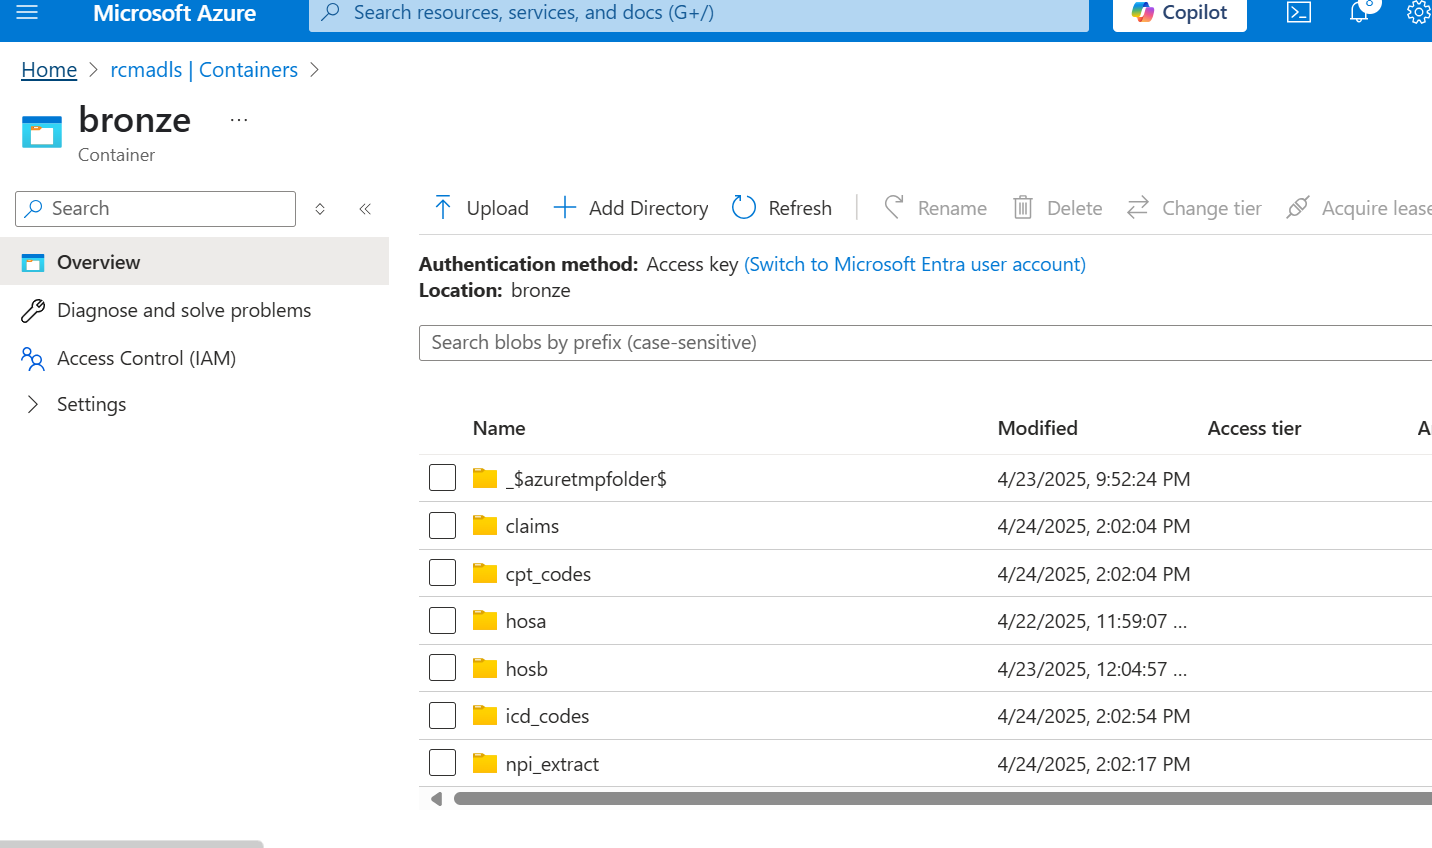 Microsoft Azure
Search resources, services, and docs (G+/)
Copilot
Home > rcmadls | Containers >
bronze ...
Container
Search
Overview
Diagnose and solve problems
Access Control (IAM)
Settings
Upload Add Directory Refresh Rename Delete Change tier Acquire lease
Authentication method: Access key (Switch to Microsoft Entra user account)
Location: bronze
Search blobs by prefix (case-sensitive)
Name Modified Access tier
_$azuretmpfolder$ 4/23/2025, 9:52:24 PM
claims 4/24/2025, 2:02:04 PM
cpt_codes 4/24/2025, 2:02:04 PM
hosa 4/22/2025, 11:59:07 ...
hosb 4/23/2025, 12:04:57 ...
icd_codes 4/24/2025, 2:02:54 PM
npi_extract 4/24/2025, 2:02:17 PM